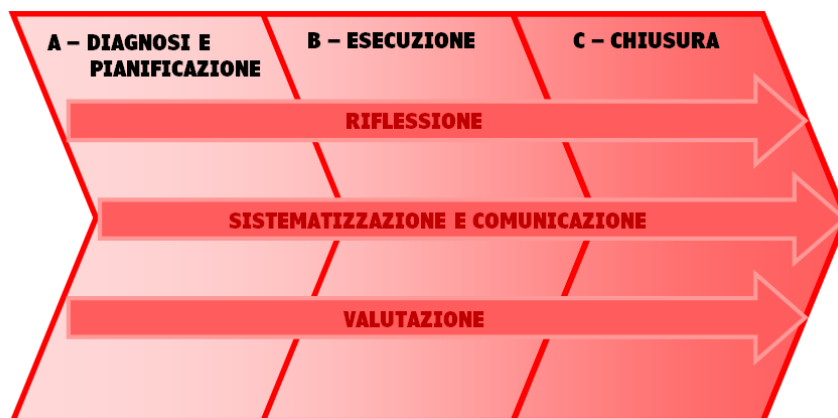 A – DIAGNOSI E
PIANIFICAZIONE
B – ESECUZIONE
C – CHIUSURA
RIFLESSIONE
SISTEMATIZZAZIONE E COMUNICAZIONE
VALUTAZIONE